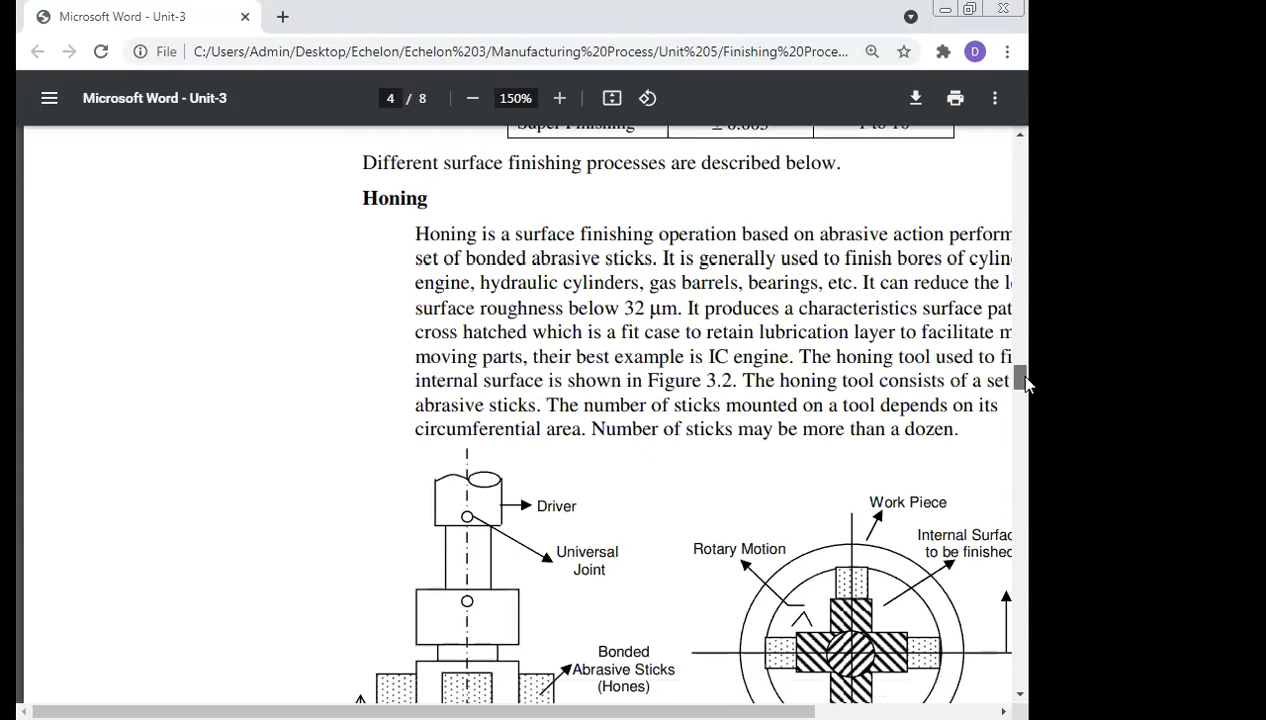 Microsoft Word - Unit-3
File C:/Users/Admin/Desktop/Echelon/Echelon%203/Manufacturing%20Process/Unit%205/Finishing%20Proce...
D
Microsoft Word - Unit-3 4 / 8 150%
Super Finishing ± 0.005 1 to 10
Different surface finishing processes are described below.
Honing
Honing is a surface finishing operation based on abrasive action perform
set of bonded abrasive sticks. It is generally used to finish bores of cylin
engine, hydraulic cylinders, gas barrels, bearings, etc. It can reduce the l
surface roughness below 32 μm. It produces a characteristics surface pat
cross hatched which is a fit case to retain lubrication layer to facilitate m
moving parts, their best example is IC engine. The honing tool used to fi
internal surface is shown in Figure 3.2. The honing tool consists of a set
abrasive sticks. The number of sticks mounted on a tool depends on its
circumferential area. Number of sticks may be more than a dozen.
Driver
Universal
Joint
Bonded
Abrasive Sticks
(Hones)
Work Piece
Rotary Motion
Internal Surfac
to be finished